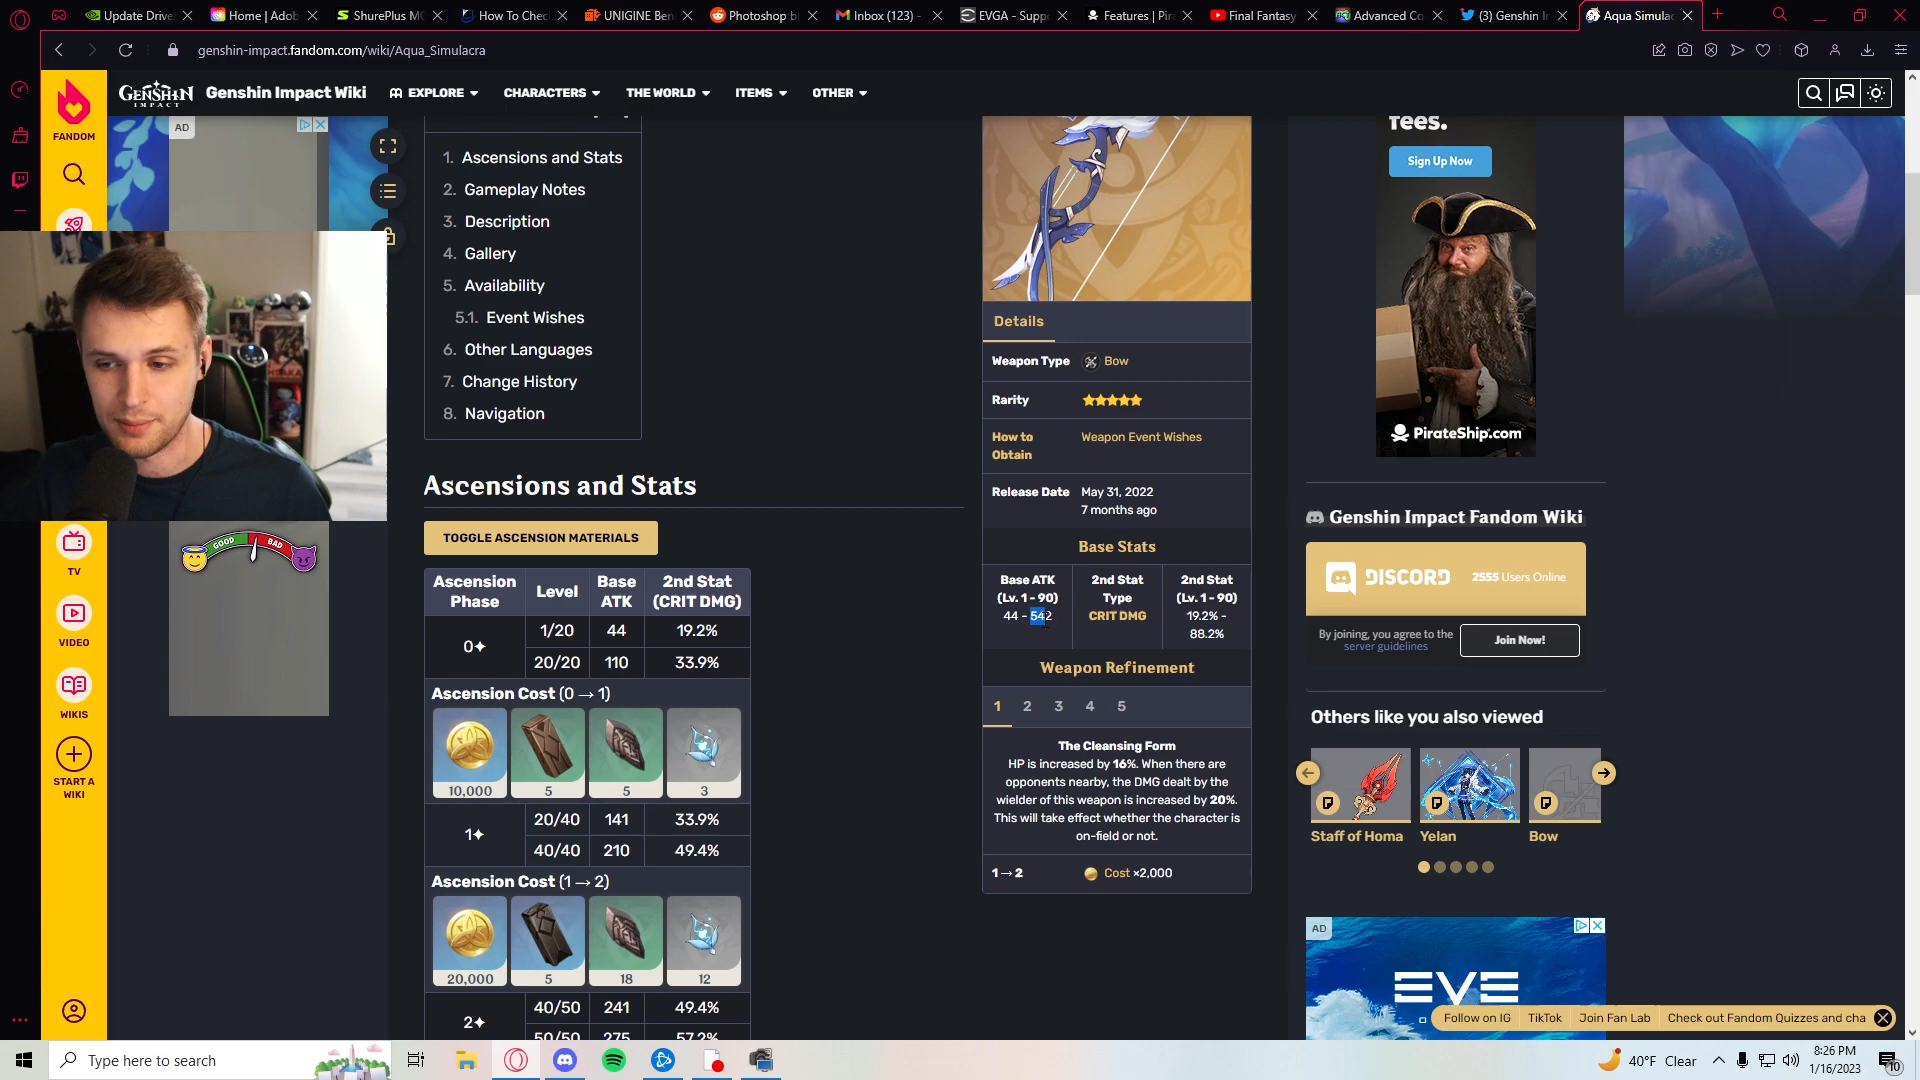 Update Drive
Home | Adob
ShurePlus MO
How To Chec
UNIGINE Ben
Photoshop b
Inbox (123) -
EVGA - Supp
Features | Pira
Final Fantasy
Advanced Co
(3) Genshin I
Aqua Simulac
genshin-impact.fandom.com/wiki/Aqua_Simulacra
FANDOM
GENSHIN
IMPACT
Genshin Impact Wiki
EXPLORE
CHARACTERS
THE WORLD
ITEMS
OTHER
AD
1. Ascensions and Stats
2. Gameplay Notes
3. Description
4. Gallery
5. Availability
5.1. Event Wishes
6. Other Languages
7. Change History
8. Navigation
GOOD
BAD
TV
VIDEO
WIKIS
START A
WIKI
Ascensions and Stats
TOGGLE ASCENSION MATERIALS
Ascension Phase Level Base ATK 2nd Stat (CRIT DMG)
0✦ 1/20 44 19.2%
20/20 110 33.9%
Ascension Cost (0 → 1)
10,000 5 5 3
1✦ 20/40 141 33.9%
40/40 210 49.4%
Ascension Cost (1 → 2)
20,000 5 18 12
2✦ 40/50 241 49.4%
50/50 275 57.2%
Details
Weapon Type Bow
Rarity
How to Obtain Weapon Event Wishes
Release Date May 31, 2022
7 months ago
Base Stats
Base ATK (Lv. 1 - 90) 44 - 542
2nd Stat Type CRIT DMG
2nd Stat (Lv. 1 - 90) 19.2% - 88.2%
Weapon Refinement
1 2 3 4 5
The Cleansing Form
HP is increased by 16%. When there are
opponents nearby, the DMG dealt by the
wielder of this weapon is increased by 20%.
This will take effect whether the character is
on-field or not.
1→2 Cost ×2,000
fees.
Sign Up Now
PirateShip.com
Genshin Impact Fandom Wiki
DISCORD 2555 Users Online
By joining, you agree to the
server guidelines
Join Now!
Others like you also viewed
Staff of Homa
Yelan
Bow
AD
EVE
Follow on IG
TikTok
Join Fan Lab
Check out Fandom Quizzes and cha
Type here to search
40°F Clear
8:26 PM
1/16/2023
10